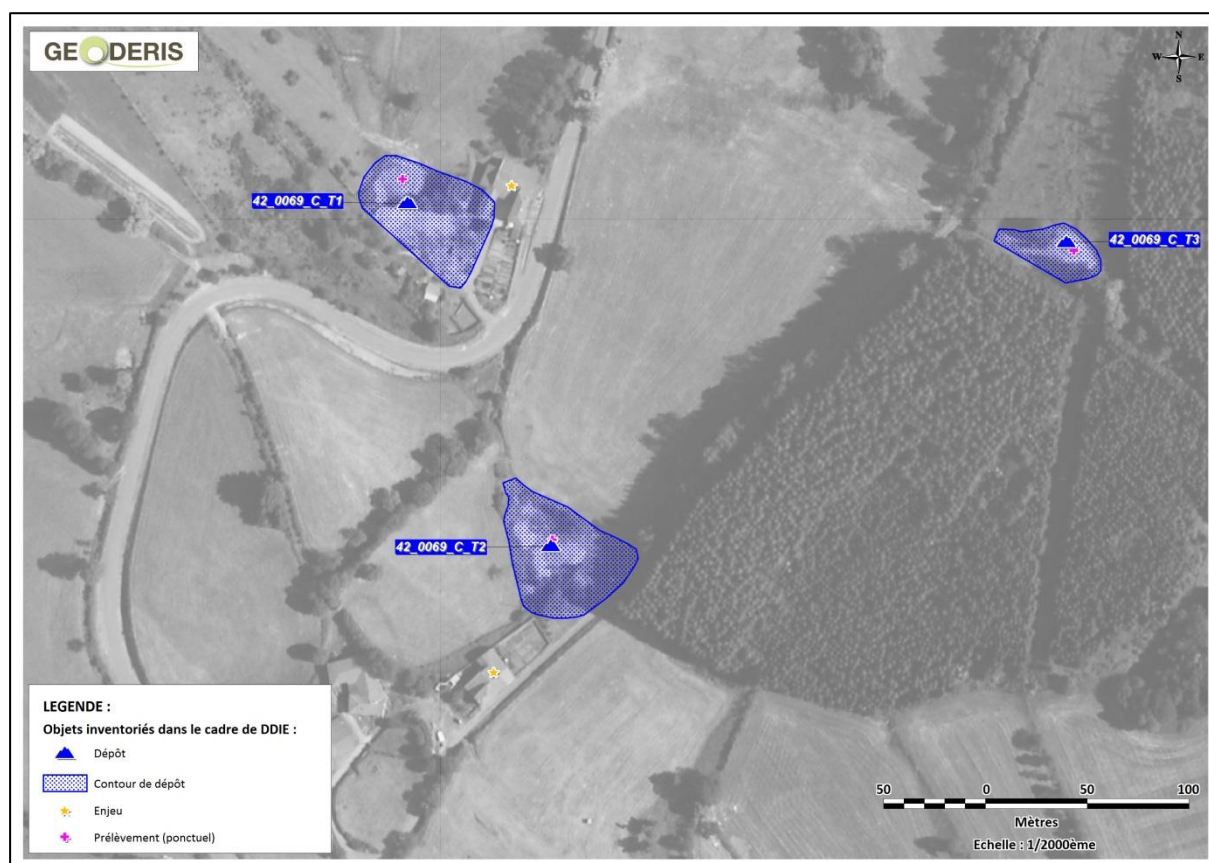 GEODERIS
N
W E
S
42_0069_C_T1
42_0069_C_T3
42_0069_C_T2
LEGENDE :
Objets inventoriés dans le cadre de DDIE :
Dépôt
Contour de dépôt
Enjeu
Prélèvement (ponctuel)
50 0 50 100
Mètres
Echelle : 1/2000ème